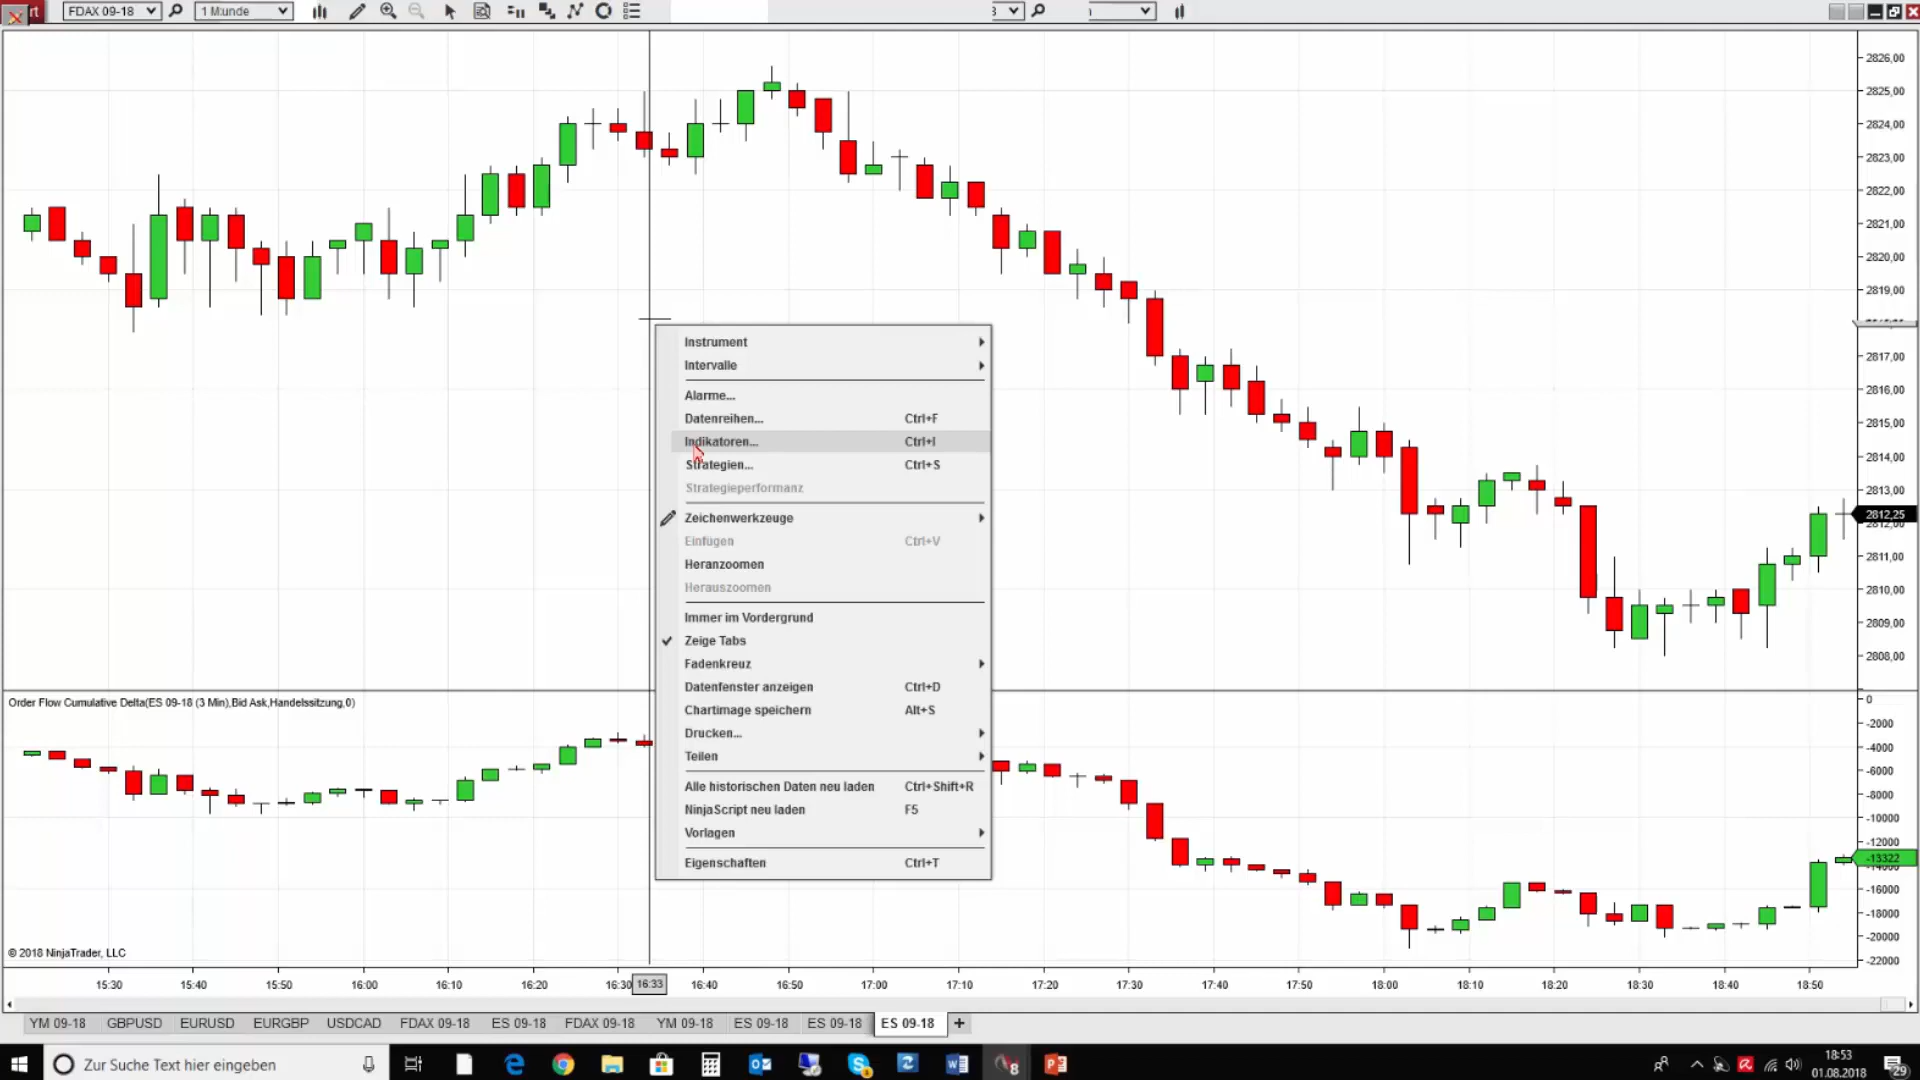 rt FDAX 09-18 1 M:unde
2826,00
2825,00
2824,00
2823,00
2822,00
2821,00
2820,00
2819,00
2817,00
2816,00
2815,00
2814,00
2813,00
2812,25
2812,00
2811,00
2810,00
2809,00
2808,00
Instrument
Intervalle
Alarme...
Datenreihen... Ctrl+F
Indikatoren... Ctrl+I
Strategien... Ctrl+S
Strategieperformanz
Zeichenwerkzeuge
Einfügen Ctrl+V
Heranzoomen
Herauszoomen
Immer im Vordergrund
Zeige Tabs
Fadenkreuz
Datenfenster anzeigen Ctrl+D
Chartimage speichern Alt+S
Drucken...
Teilen
Alle historischen Daten neu laden Ctrl+Shift+R
NinjaScript neu laden F5
Vorlagen
Eigenschaften Ctrl+T
Order Flow Cumulative Delta(ES 09-18 (3 Min),Bid Ask,Handelssitzung,0)
0
-2000
-4000
-6000
-8000
-10000
-12000
-13322
-16000
-18000
-20000
-22000
© 2018 NinjaTrader, LLC
15:30 15:40 15:50 16:00 16:10 16:20 16:30 16:33 16:40 16:50 17:00 17:10 17:20 17:30 17:40 17:50 18:00 18:10 18:20 18:30 18:40 18:50
YM 09-18 GBPUSD EURUSD EURGBP USDCAD FDAX 09-18 ES 09-18 FDAX 09-18 YM 09-18 ES 09-18 ES 09-18 ES 09-18 +
Zur Suche Text hier eingeben
18:53
01.08.2018
29